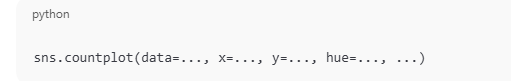 python
sns.countplot(data=..., x=..., y=..., hue=..., ...)